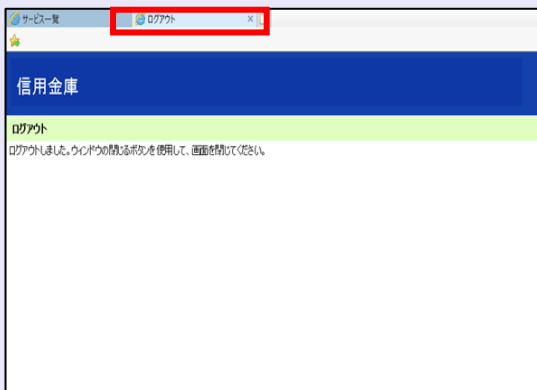 サービス一覧
ログアウト
信用金庫
ログアウト
ログアウトしました。ウィンドウの閉じるボタンを使用して、画面を閉じてください。